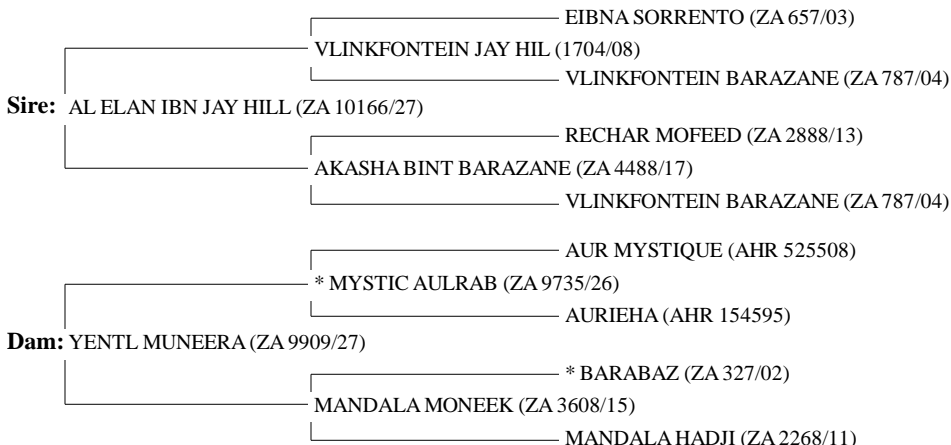 EIBNA SORRENTO (ZA 657/03)
VLINKFONTEIN JAY HIL (1704/08)
VLINKFONTEIN BARAZANE (ZA 787/04)
Sire: AL ELAN IBN JAY HILL (ZA 10166/27)
RECHAR MOFEED (ZA 2888/13)
AKASHA BINT BARAZANE (ZA 4488/17)
VLINKFONTEIN BARAZANE (ZA 787/04)
AUR MYSTIQUE (AHR 525508)
* MYSTIC AULRAB (ZA 9735/26)
AURIEHA (AHR 154595)
Dam: YENTL MUNEERA (ZA 9909/27)
* BARABAZ (ZA 327/02)
MANDALA MONEEK (ZA 3608/15)
MANDALA HADJI (ZA 2268/11)